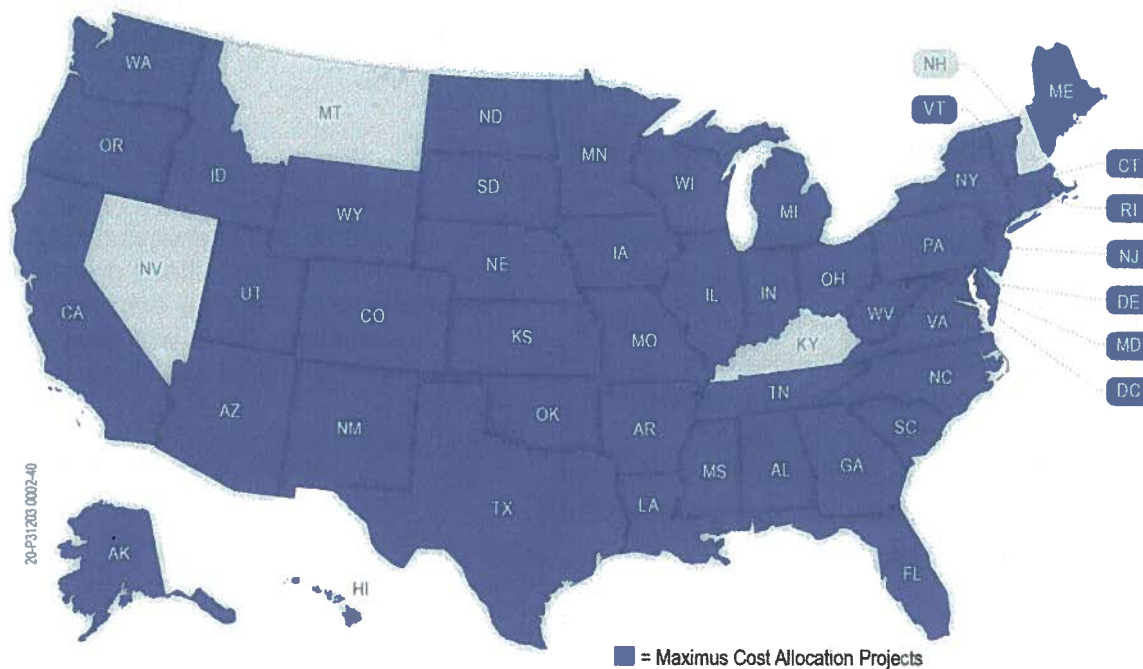 WA
MT
ND
OR
ID
WY
SD
MN
WI
MI
NH
VT
ME
NY
CT
RI
NJ
DE
MD
DC
NV
CA
UT
CO
NE
KS
IA
MO
IL
IN
OH
PA
WV
VA
KY
TN
NC
SC
AZ
NM
OK
AR
TX
LA
MS
AL
GA
FL
AK
HI
20-P31203 0002-40
= Maximus Cost Allocation Projects